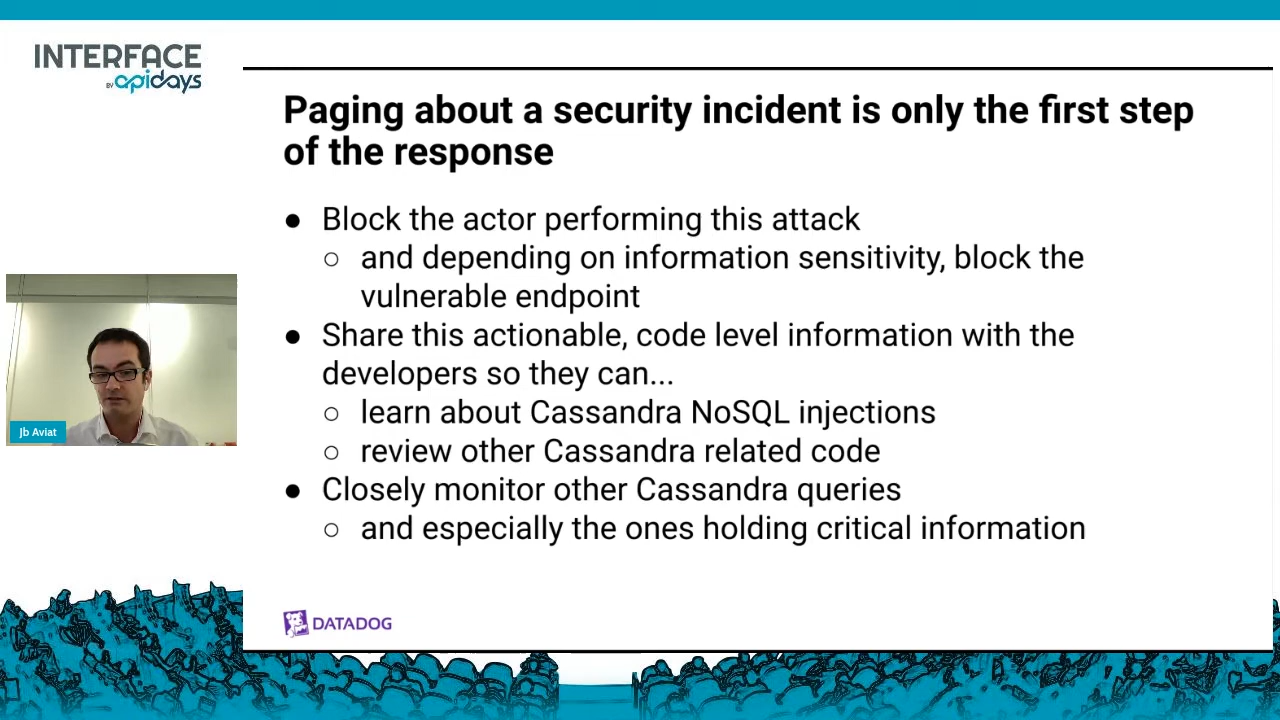 INTERFACE
BY apidays
Paging about a security incident is only the first step
of the response
● Block the actor performing this attack
○ and depending on information sensitivity, block the
vulnerable endpoint
● Share this actionable, code level information with the
developers so they can...
○ learn about Cassandra NoSQL injections
○ review other Cassandra related code
● Closely monitor other Cassandra queries
○ and especially the ones holding critical information
Jb Aviat
DATADOG